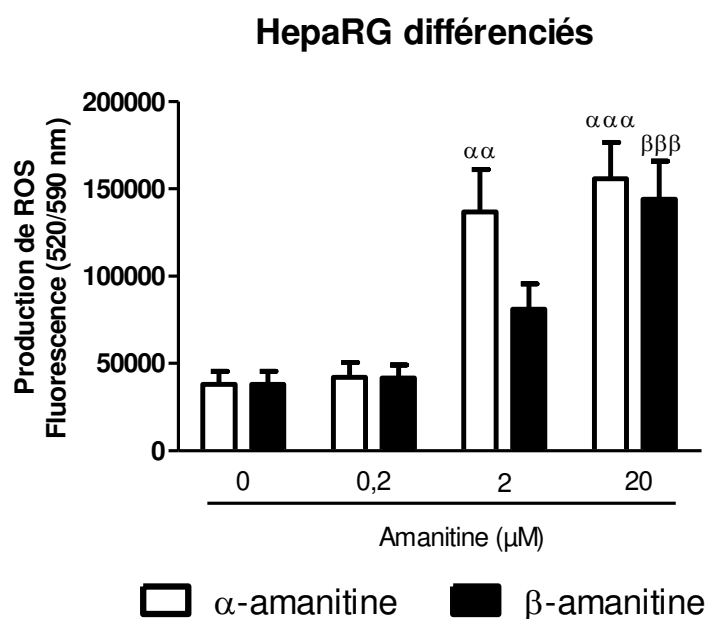 HepaRG différenciés
Production de ROS
Fluorescence (520/590 nm)
200000
150000
100000
50000
0
αα
ααα
βββ
0 0,2 2 20
Amanitine (µM)
α-amanitine β-amanitine